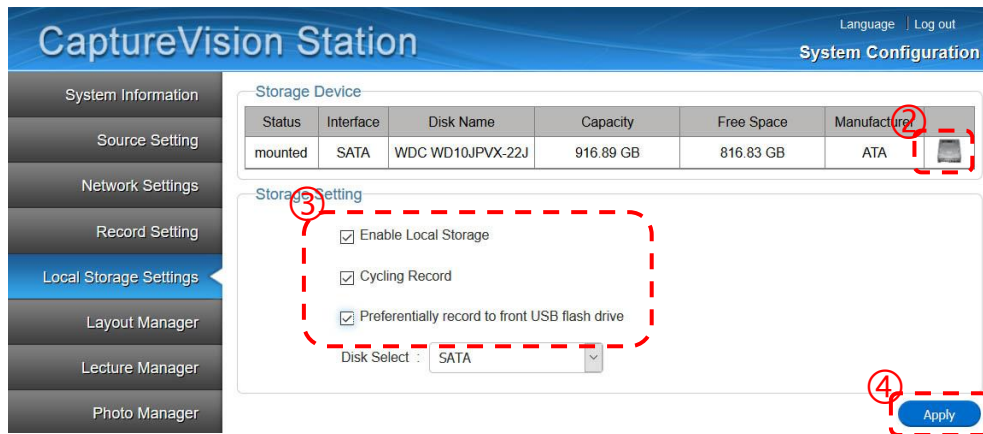 CaptureVision Station
Language | Log out
System Configuration
System Information
Source Setting
Network Settings
Record Setting
Local Storage Settings
Layout Manager
Lecture Manager
Photo Manager
Storage Device
Status Interface Disk Name Capacity Free Space Manufacturer
②
mounted SATA WDC WD10JPVX-22J 916.89 GB 816.83 GB ATA
Storage Setting
③
Enable Local Storage
Cycling Record
Preferentially record to front USB flash drive
Disk Select : SATA
④
Apply